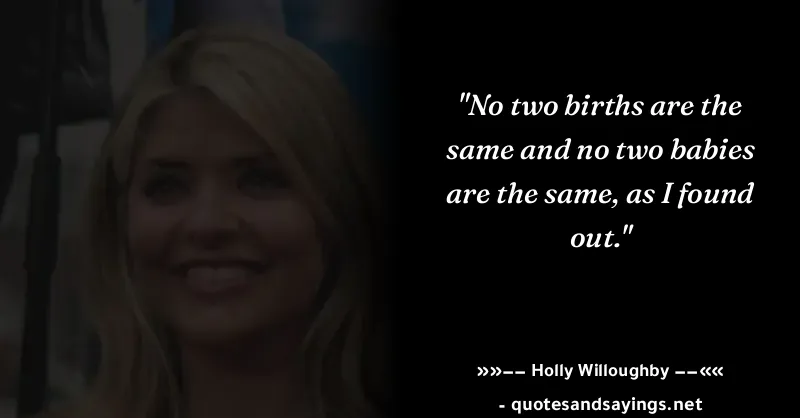 "No two births are the
same and no two babies
are the same, as I found
out."
»»−− Holly Willoughby −−««
- quotesandsayings.net